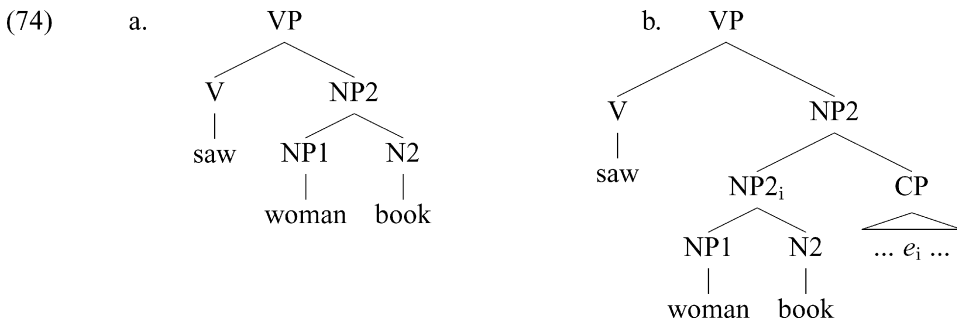 (74) a. VP b. VP
V NP2 V NP2
saw NP1 N2 saw NP2i CP
woman book NP1 N2 ... ei ...
woman book